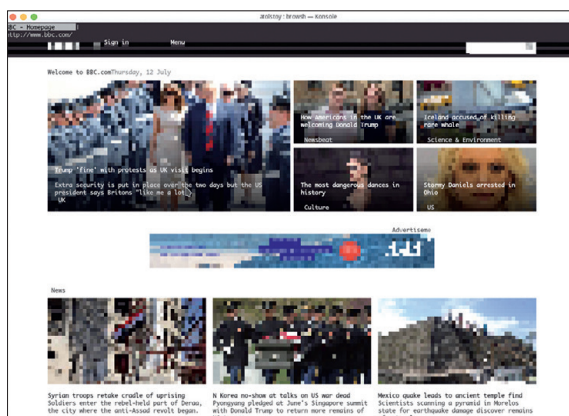 atolstoy : browsh — Konsole
BBC - Homepage
http://www.bbc.com/
Sign in Menu
Welcome to BBC.comThursday, 12 July
Trump 'fine' with protests as UK visit begins
Extra security is put in place over the two days but the US
president says Britons "like me a lot
UK
How americans in the UK are
welcoming Donald Trump
Newsbeat
Iceland accused of killing
rare whale
Science & Environment
The most dangerous dances in
history
Culture
Stormy Daniels arrested in
Ohio
US
Advertiseme
News
Syrian troops retake cradle of uprising
Soldiers enter the rebel-held part of Deraa,
the city where the anti-Assad revolt began.
N Korea no-show at talks on US war dead
Pyongyang pledged at June's Singapore summit
with Donald Trump to return more remains of
Mexico quake leads to ancient temple find
Scientists scanning a pyramid in Morelos
state for earthquake damage discover remains